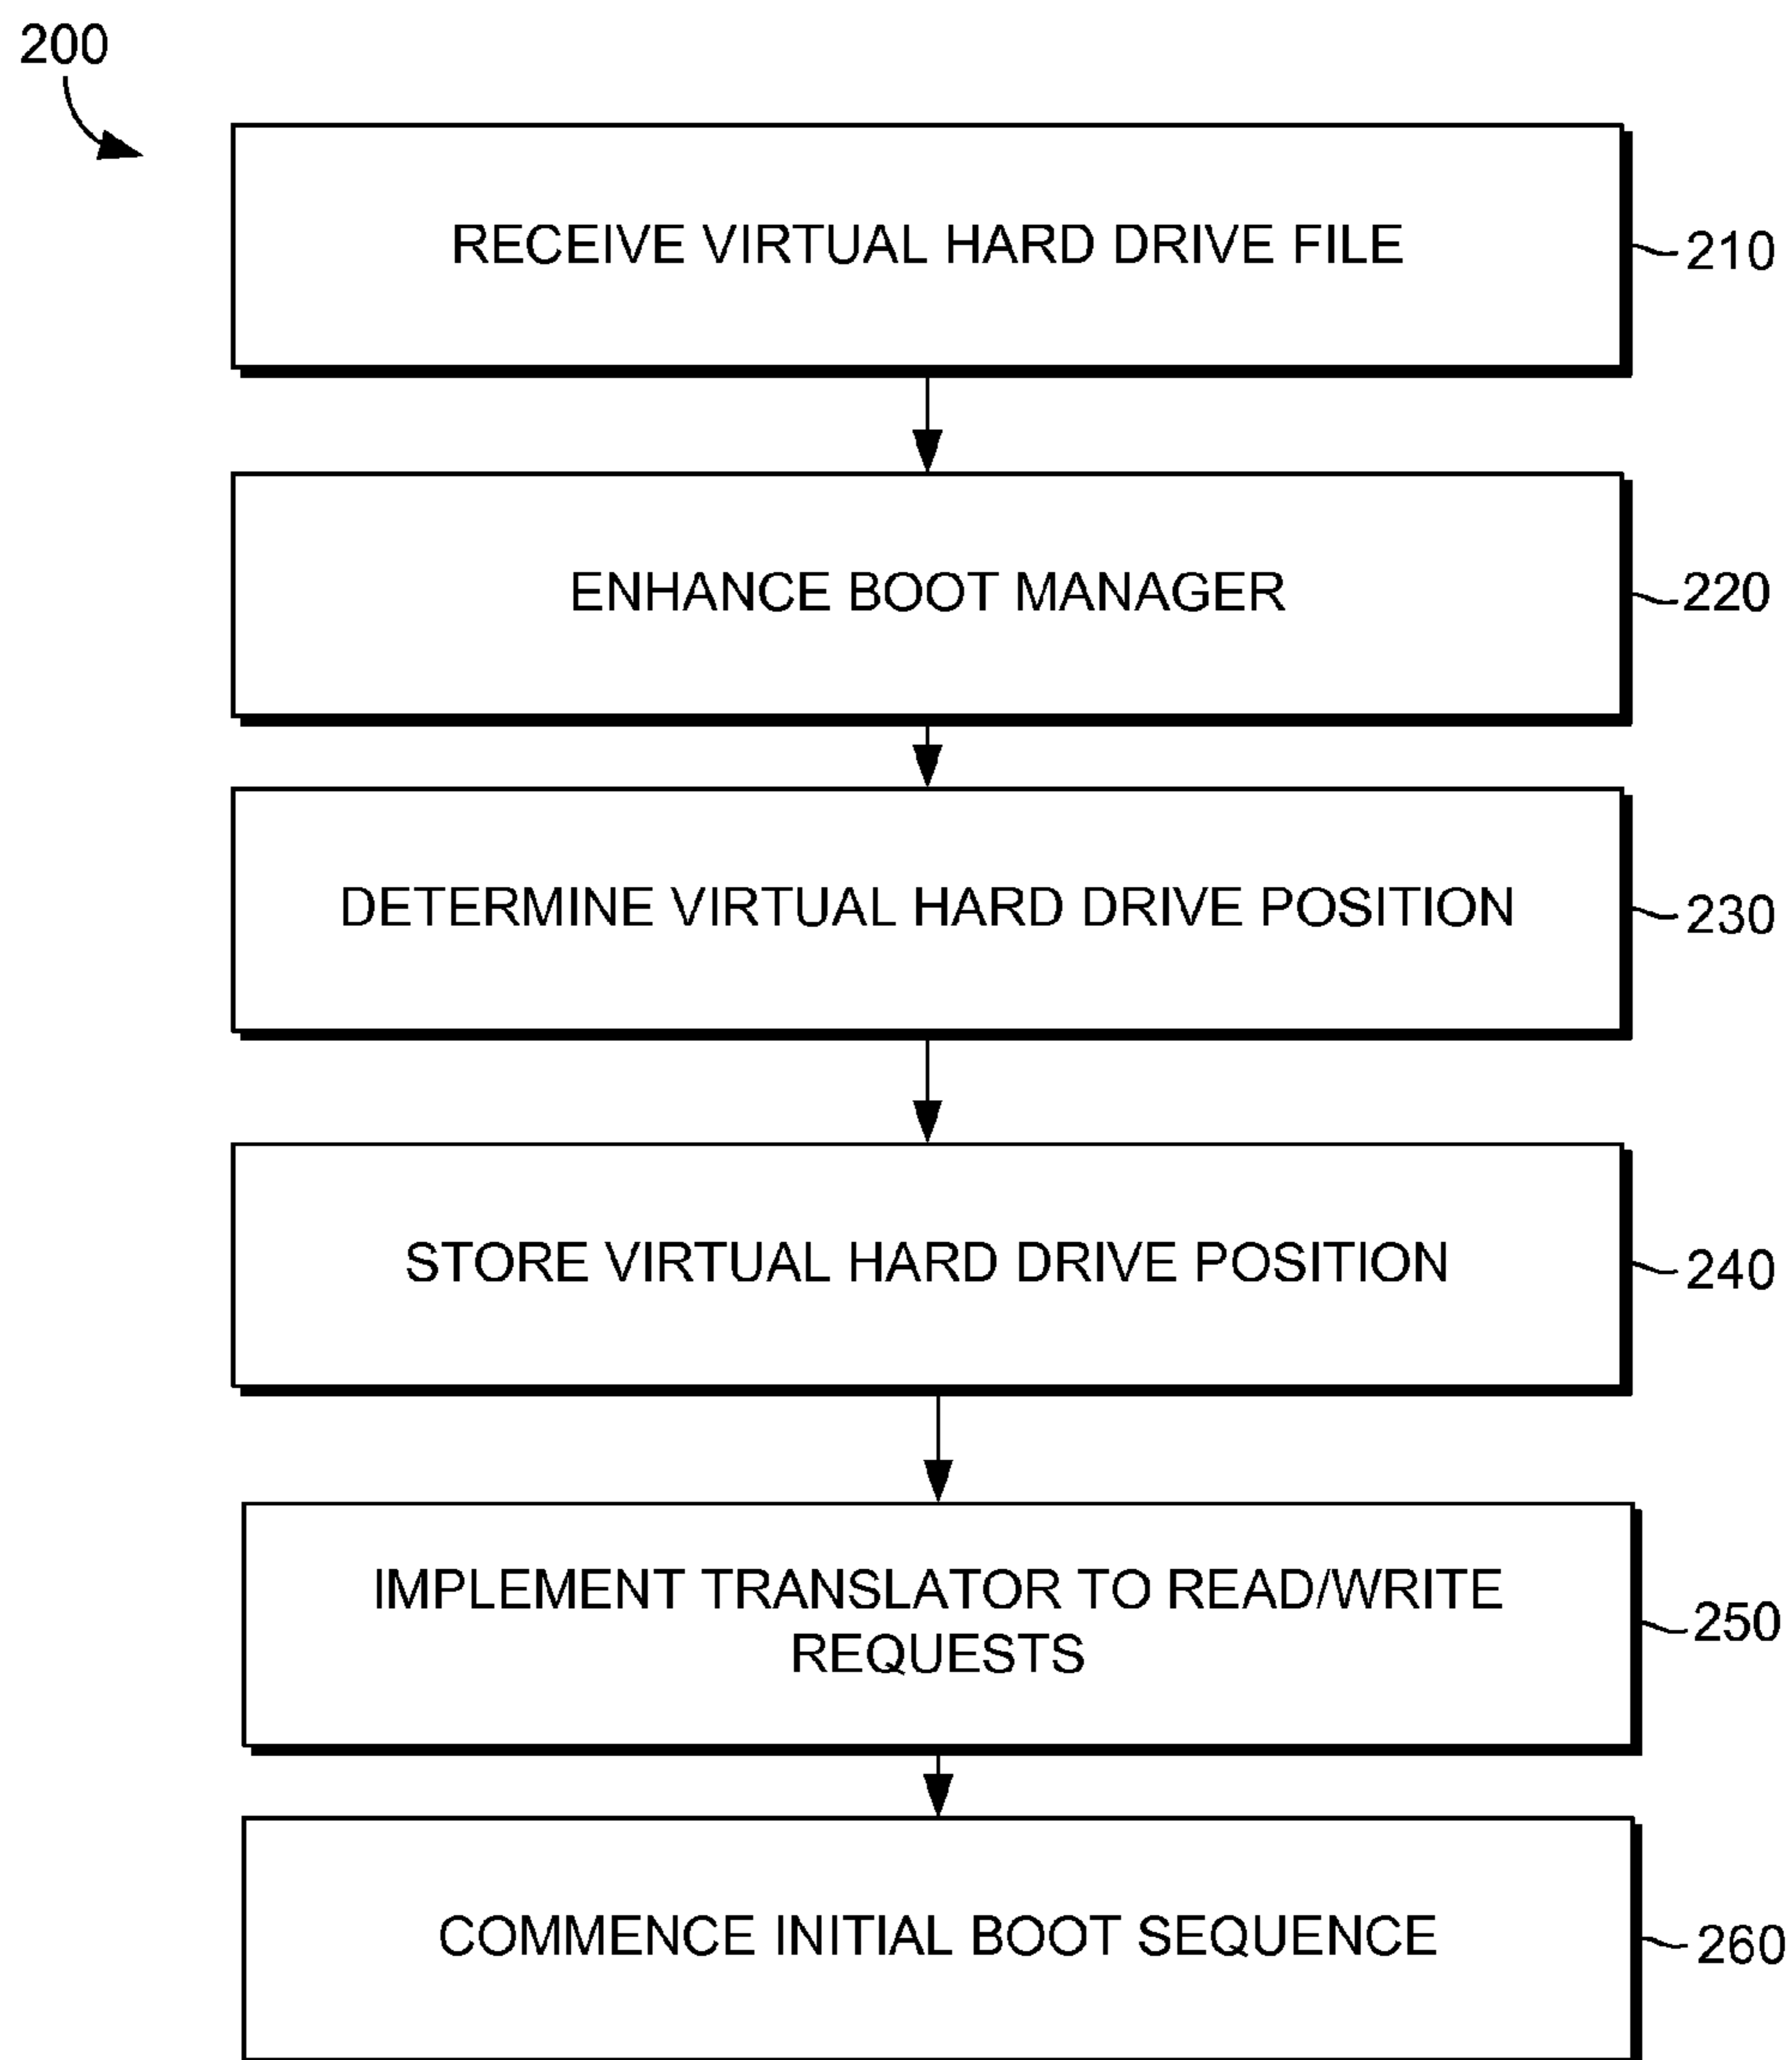 200
RECEIVE VIRTUAL HARD DRIVE FILE
210
ENHANCE BOOT MANAGER
220
DETERMINE VIRTUAL HARD DRIVE POSITION
230
STORE VIRTUAL HARD DRIVE POSITION
240
IMPLEMENT TRANSLATOR TO READ/WRITE
REQUESTS
250
COMMENCE INITIAL BOOT SEQUENCE
260